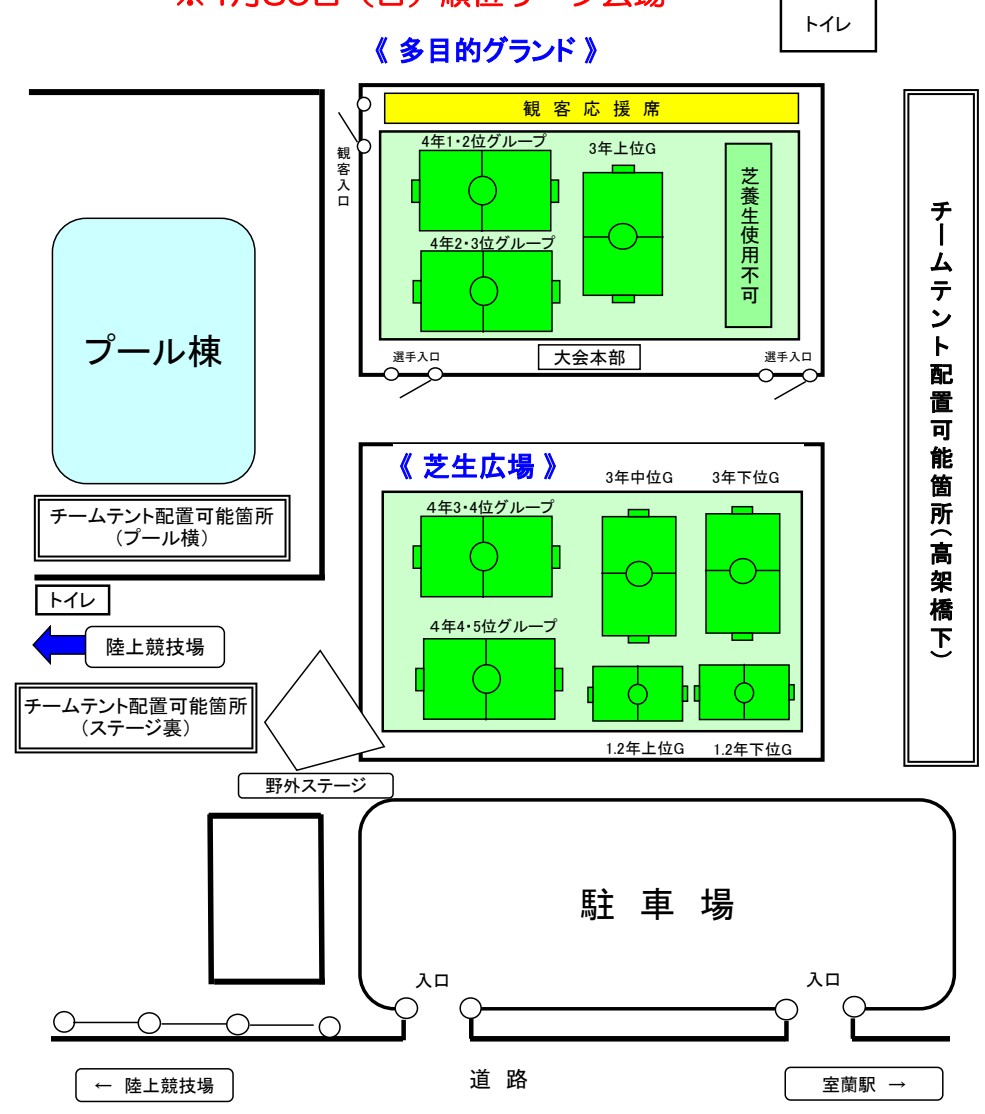 トイレ
《 多目的グランド 》
観 客 応 援 席
4年1・2位グループ
3年上位G
観客入口
芝養生使用不可
4年2・3位グループ
プール棟
選手入口
大会本部
選手入口
チームテント配置可能箇所（高架橋下）
《 芝生広場 》
3年中位G
3年下位G
4年3・4位グループ
チームテント配置可能箇所
（プール横）
トイレ
陸上競技場
4年4・5位グループ
チームテント配置可能箇所
（ステージ裏）
1.2年上位G
1.2年下位G
野外ステージ
駐 車 場
入口
入口
← 陸上競技場
道 路
室蘭駅 →